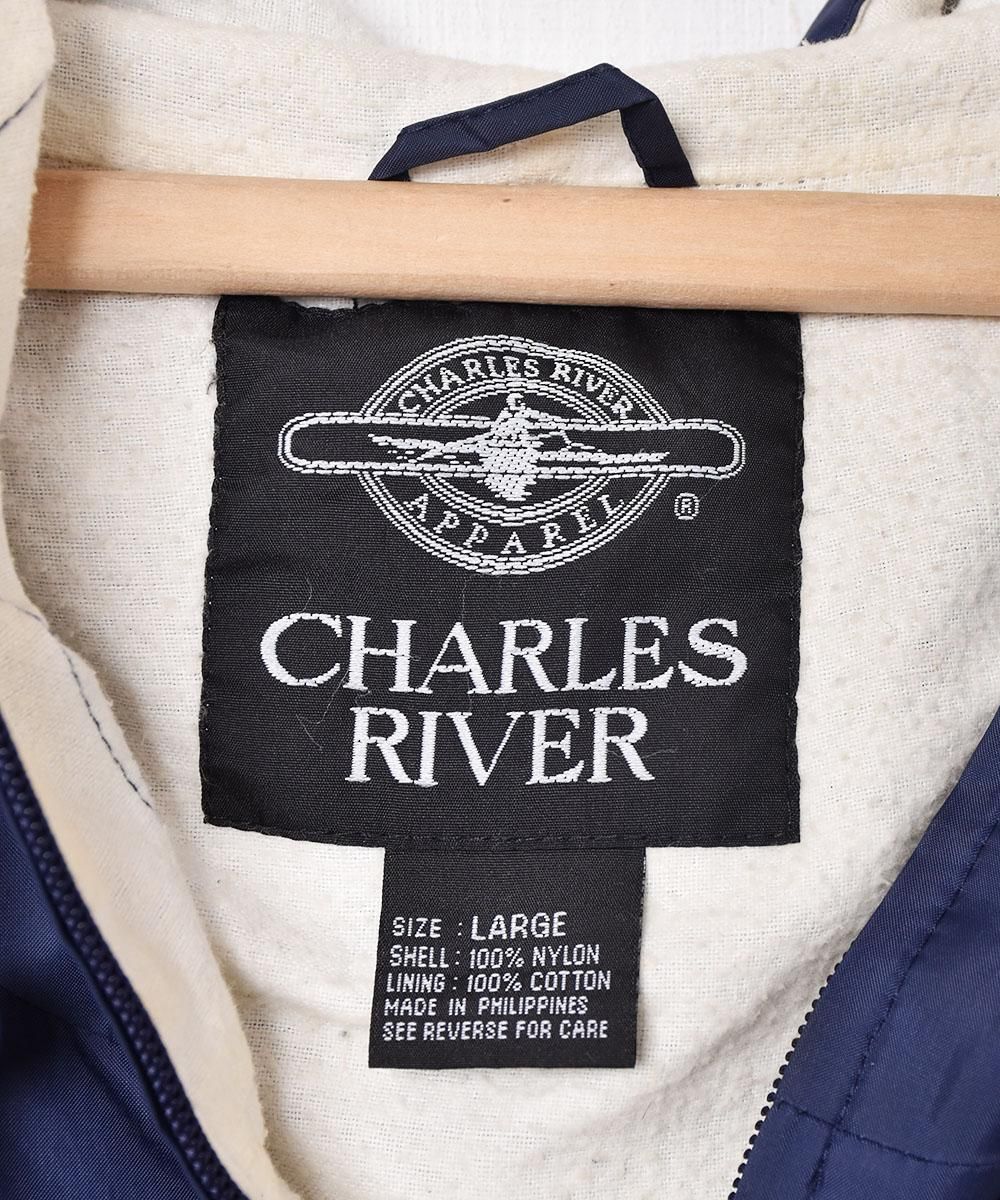 CHARLES RIVER
C
APPAREL
®
CHARLES
RIVER
SIZE : LARGE
SHELL : 100% NYLON
LINING : 100% COTTON
MADE IN PHILIPPINES
SEE REVERSE FOR CARE